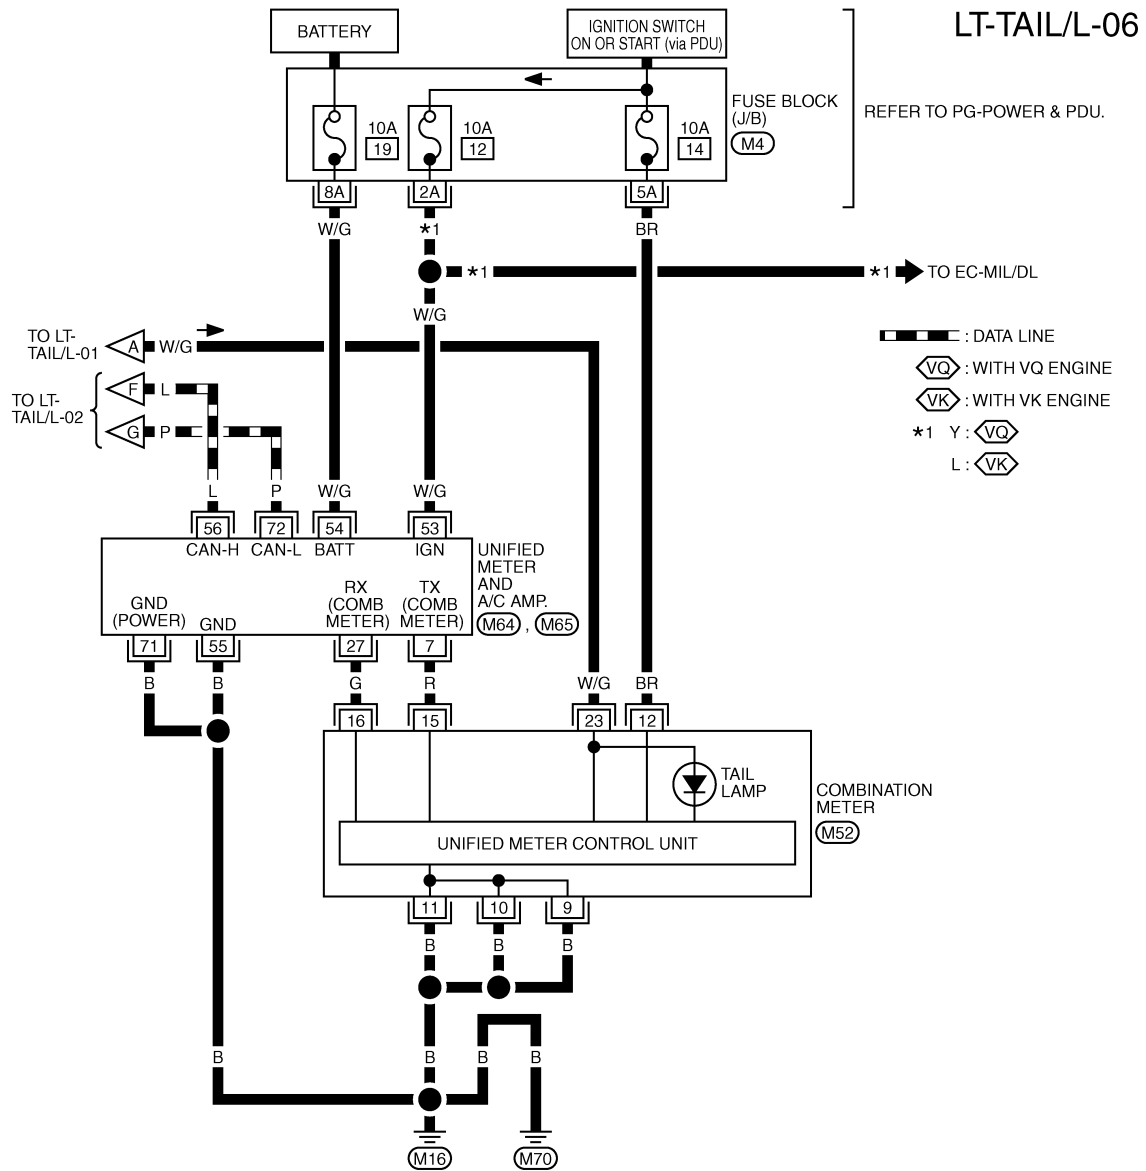 LT-TAIL/L-06
BATTERY
IGNITION SWITCH
ON OR START (via PDU)
10A
19
10A
12
10A
14
FUSE BLOCK
(J/B)
M4
REFER TO PG-POWER & PDU.
8A
2A
5A
W/G
*1
BR
*1
*1
TO EC-MIL/DL
W/G
TO LT-
TAIL/L-01
A
W/G
TO LT-
TAIL/L-02
F
L
G
P
: DATA LINE
VQ : WITH VQ ENGINE
VK : WITH VK ENGINE
*1 Y : VQ
L : VK
L
P
W/G
W/G
56
72
54
53
CAN-H
CAN-L
BATT
IGN
UNIFIED
METER
AND
A/C AMP.
M64 , M65
GND
(POWER)
GND
RX
(COMB
METER)
TX
(COMB
METER)
71
55
27
7
B
B
G
R
W/G
BR
16
15
23
12
TAIL
LAMP
COMBINATION
METER
M52
UNIFIED METER CONTROL UNIT
11
10
9
B
B
B
B
B
B
B
M16
M70